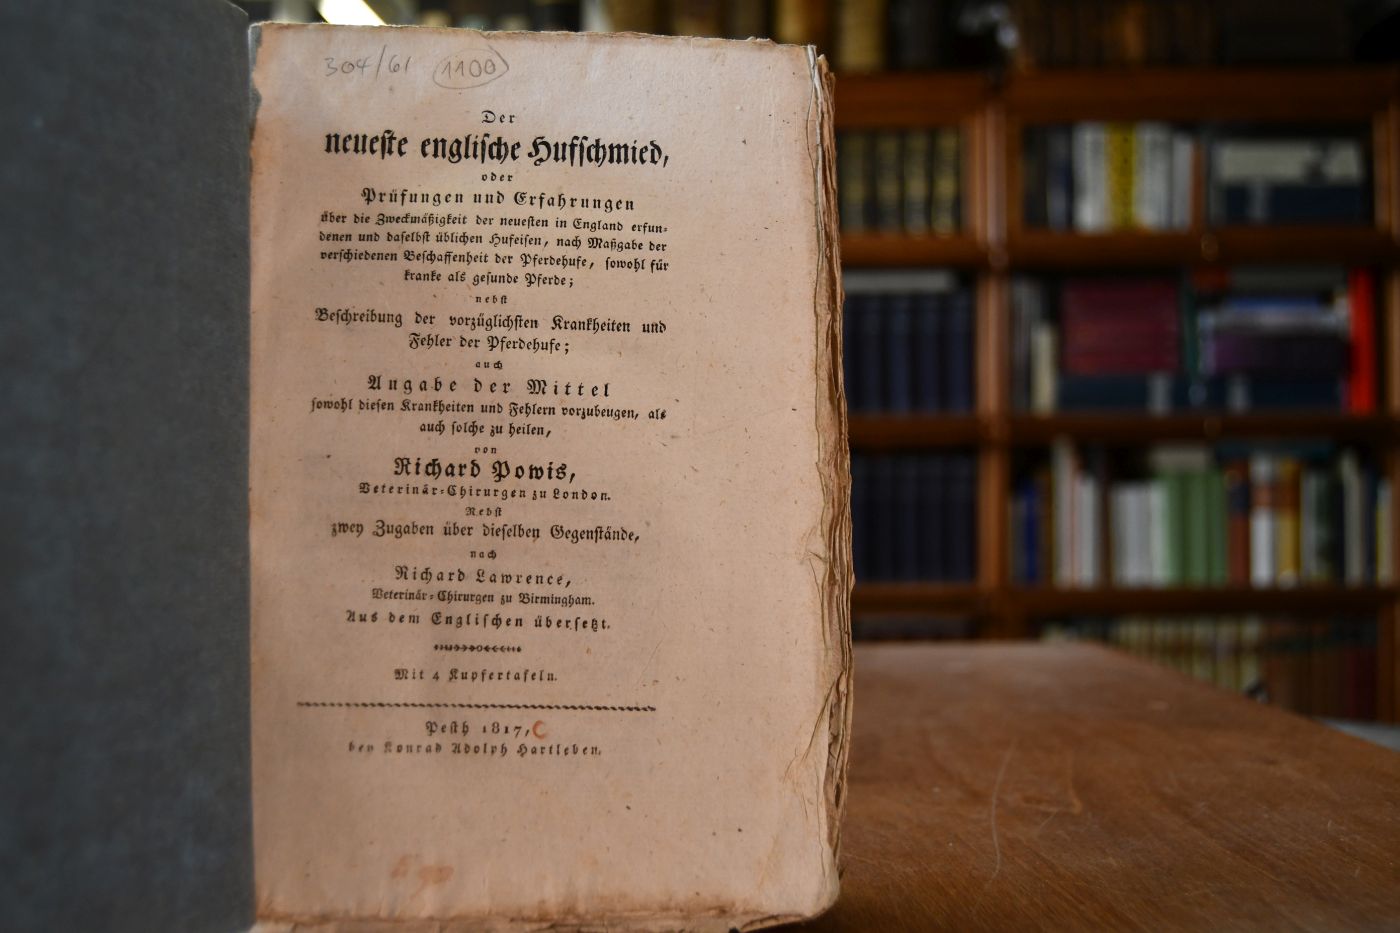 304/61 1100
Der
neueste englische Hufschmied,
oder
Prüfungen und Erfahrungen
über die Zweckmäßigkeit der neuesten in England erfun-
denen und daselbst üblichen Hufeisen, nach Maßgabe der
verschiedenen Beschaffenheit der Pferdehufe, sowohl für
kranke als gesunde Pferde;
nebst
Beschreibung der vorzüglichsten Krankheiten und
Fehler der Pferdehufe;
auch
Angabe der Mittel
sowohl diesen Krankheiten und Fehlern vorzubeugen, als
auch solche zu heilen,
von
Richard Powis,
Veterinär-Chirurgen zu London.
Nebst
zwey Zugaben über dieselben Gegenstände,
nach
Richard Lawrence,
Veterinär-Chirurgen zu Birmingham.
Aus dem Englischen übersetzt.
Mit 4 Kupfertafeln.
Pesth 1817,
bey Konrad Adolph Hartleben.